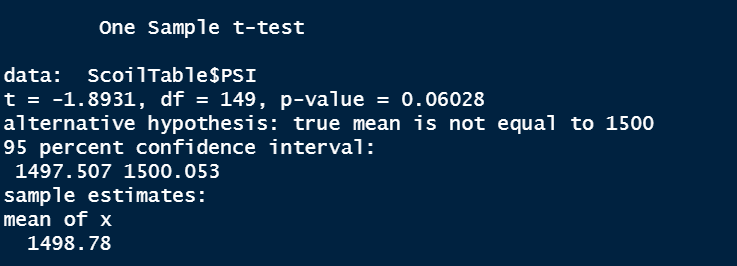 One Sample t-test
data:  ScoilTable$PSI
t = -1.8931, df = 149, p-value = 0.06028
alternative hypothesis: true mean is not equal to 1500
95 percent confidence interval:
1497.507 1500.053
sample estimates:
mean of x
1498.78